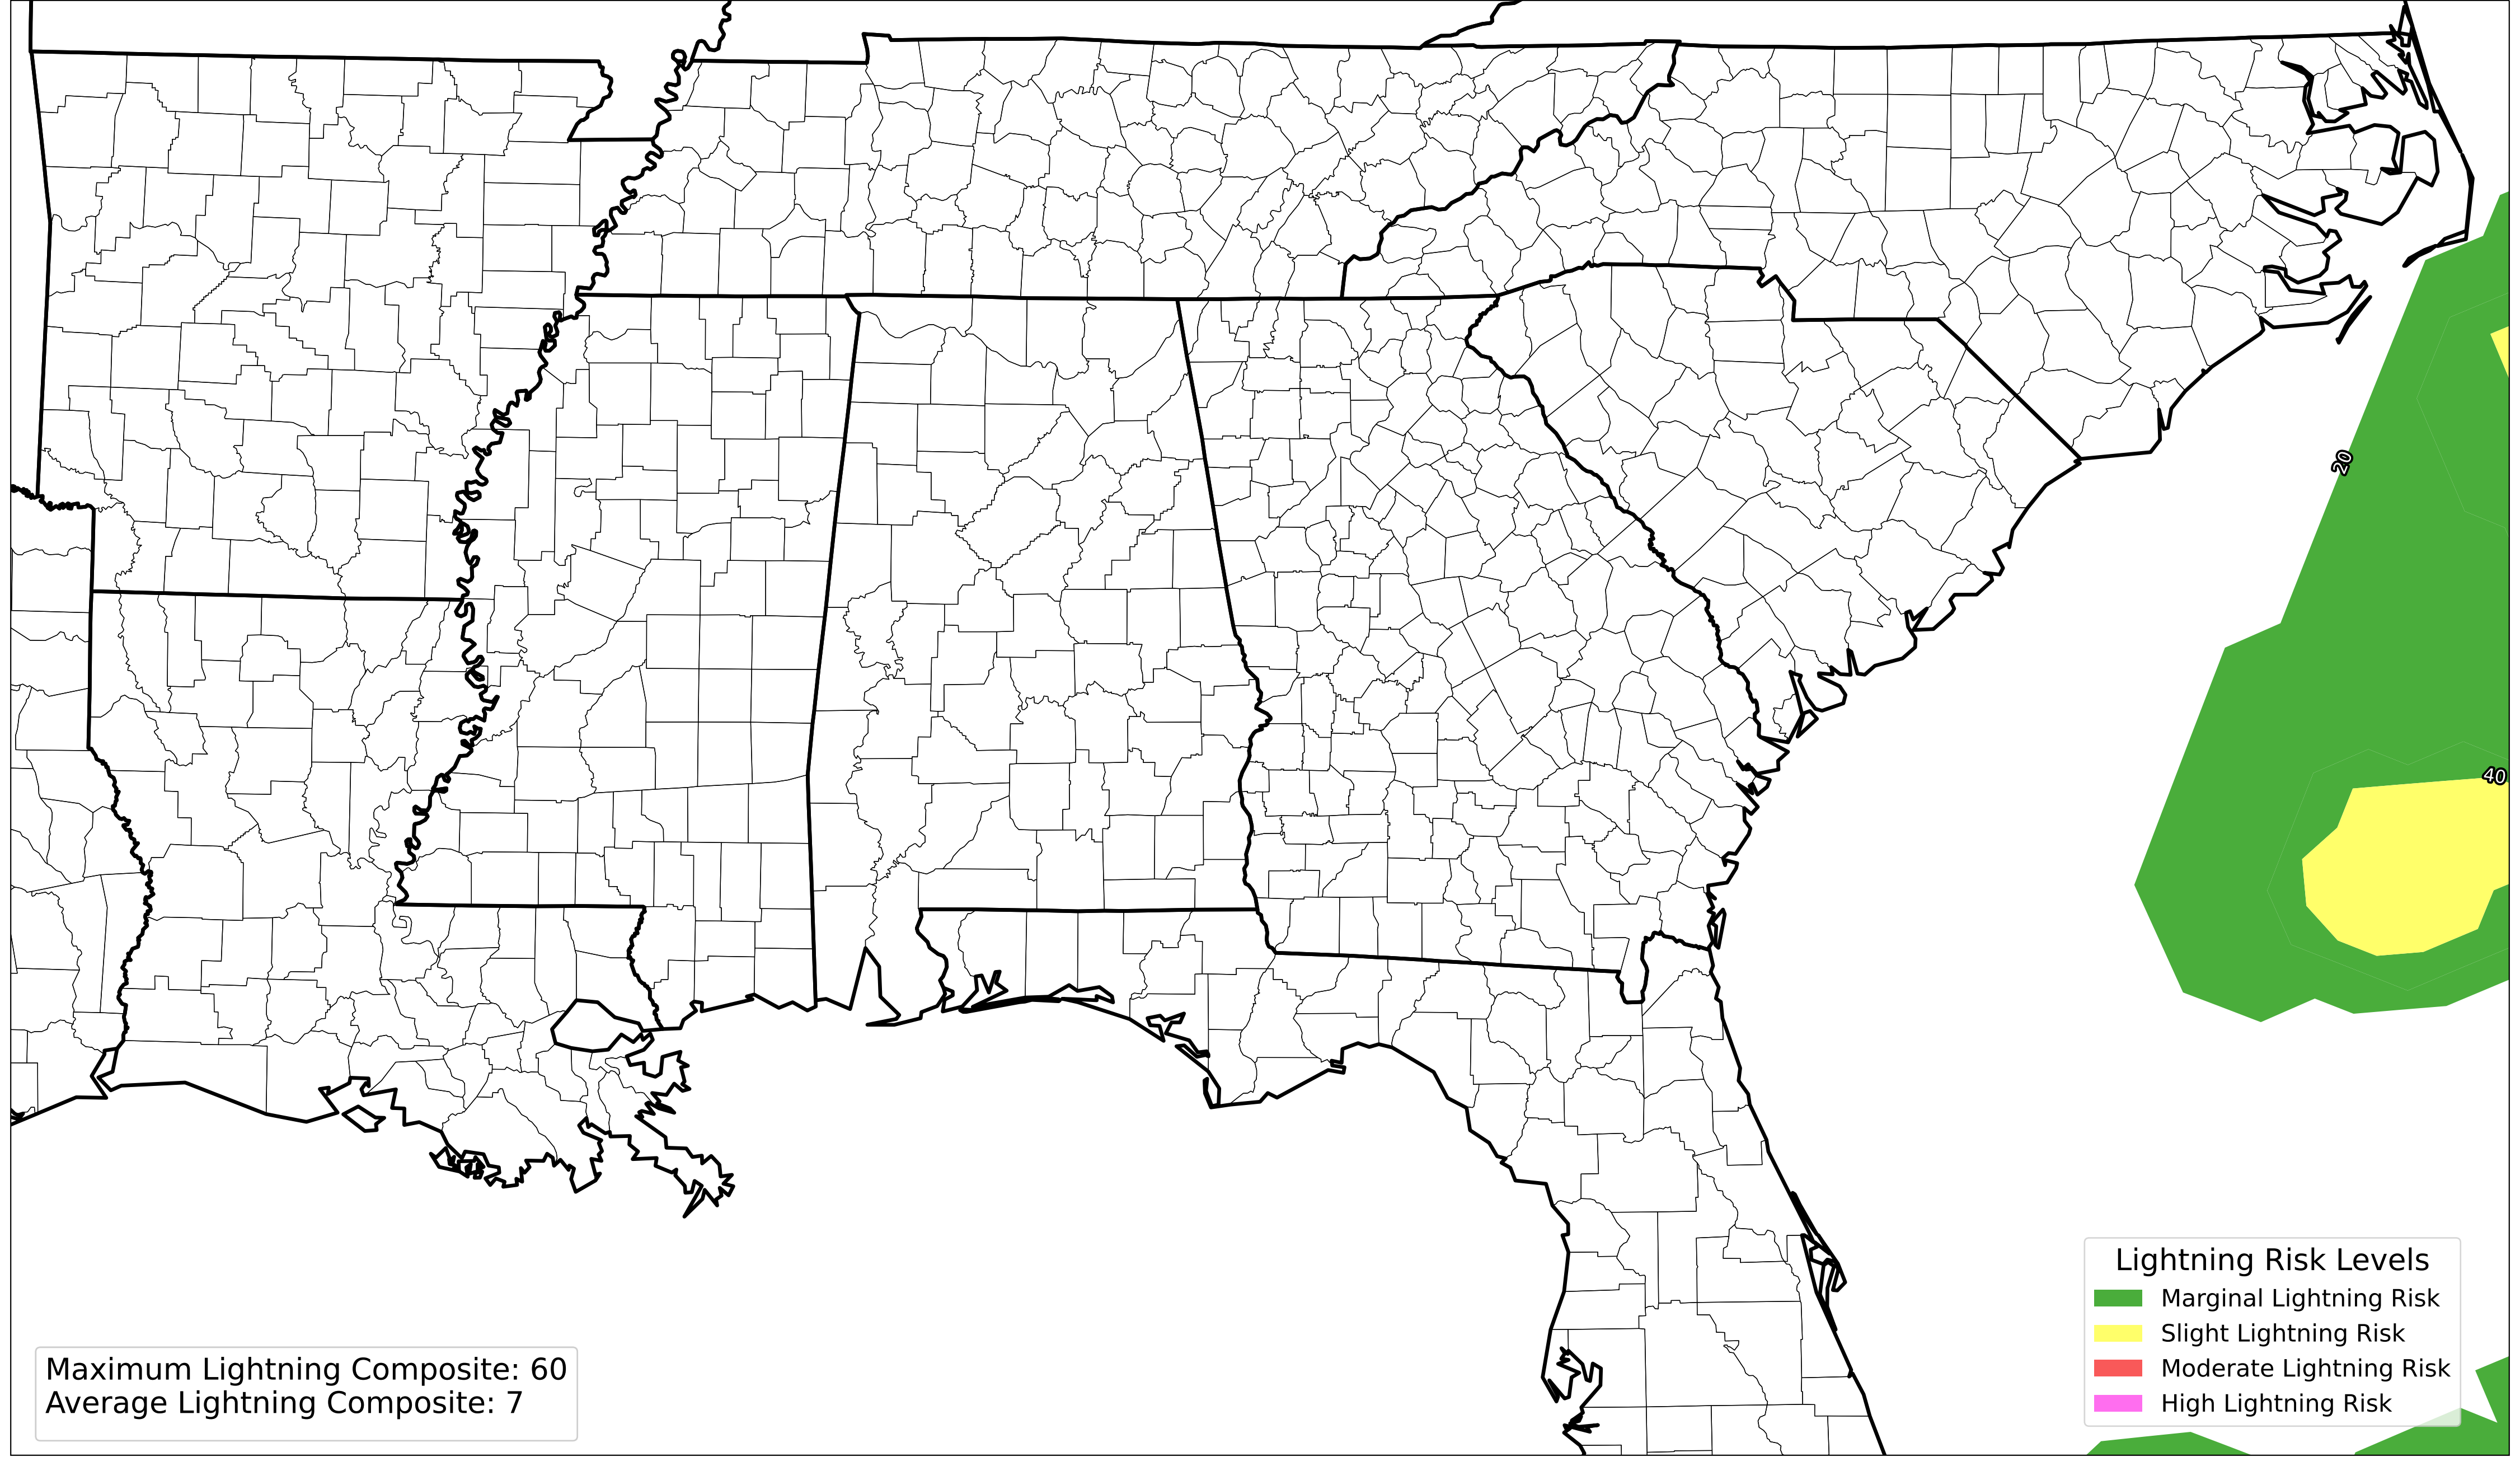 20
40
Lightning Risk Levels
Marginal Lightning Risk
Slight Lightning Risk
Moderate Lightning Risk
High Lightning Risk
Maximum Lightning Composite: 60
Average Lightning Composite: 7